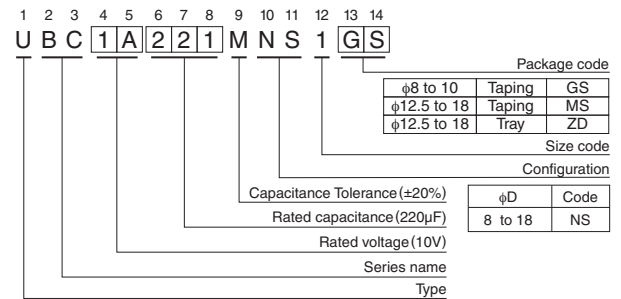 1 2 3 4 5 6 7 8 9 10 11 12 13 14
U B C 1 A 2 2 1 M N S 1 G S
Package code
ϕ8 to 10 Taping GS
ϕ12.5 to 18 Taping MS
ϕ12.5 to 18 Tray ZD
Size code
Configuration
ϕD Code
8 to 18 NS
Capacitance Tolerance (±20%)
Rated capacitance (220µF)
Rated voltage (10V)
Series name
Type